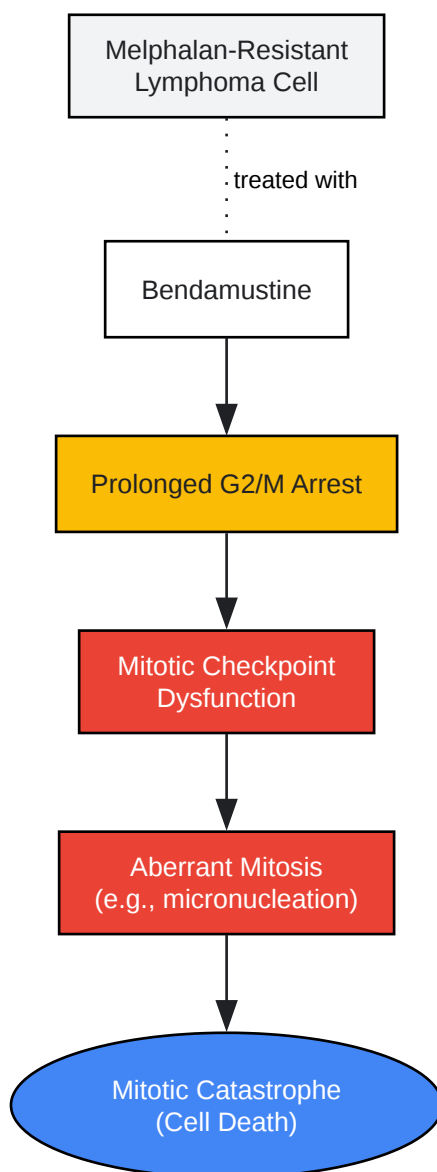 Melphalan-Resistant
Lymphoma Cell
treated with
Bendamustine
Prolonged G2/M Arrest
Mitotic Checkpoint
Dysfunction
Aberrant Mitosis
(e.g., micronucleation)
Mitotic Catastrophe
(Cell Death)